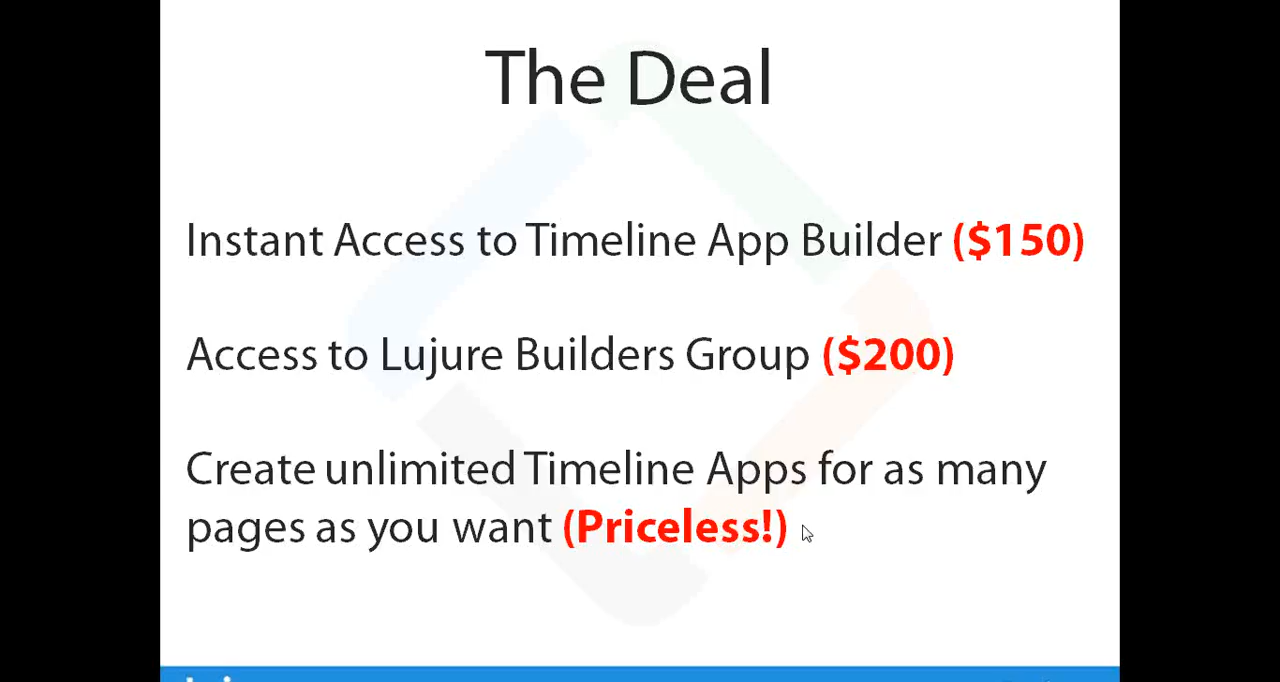 The Deal
Instant Access to Timeline App Builder ($150)
Access to Lujure Builders Group ($200)
Create unlimited Timeline Apps for as many
pages as you want (Priceless!)